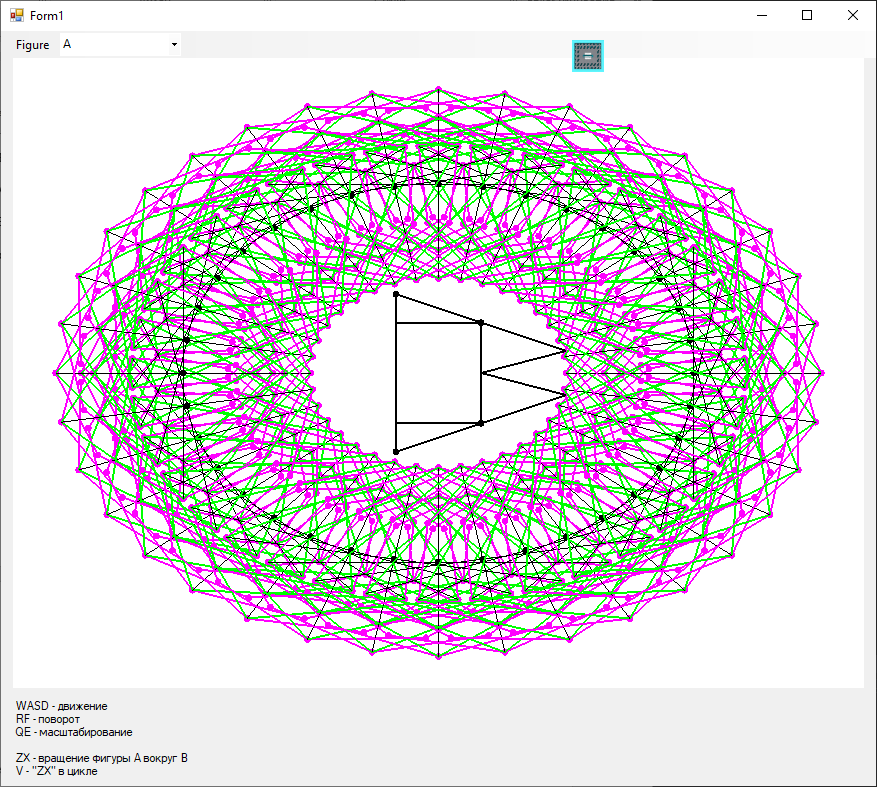 Form1
Figure A
WASD - движение
RF - поворот
QE - масштабирование
ZX - вращение фигуры A вокруг B
V - "ZX" в цикле